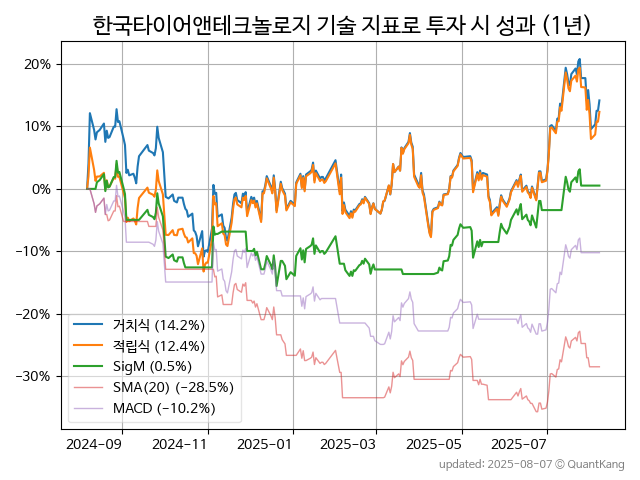 한국타이어앤테크놀로지 기술 지표로 투자 시 성과 (1년)
20%
10%
0%
−10%
−20%
−30%
거치식 (14.2%)
적립식 (12.4%)
SigM (0.5%)
SMA(20) (−28.5%)
MACD (−10.2%)
2024-09 2024-11 2025-01 2025-03 2025-05 2025-07
updated: 2025-08-07 © QuantKang